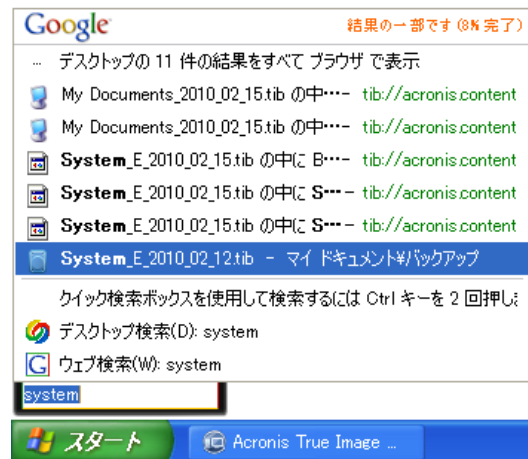 Google 結果の一部です (8% 完了)
... デスクトップの 11 件の結果をすべて ブラウザ で表示
My Documents_2010_02_15.tib の中… - tib://acronis.content
My Documents_2010_02_15.tib の中… - tib://acronis.content
System_E_2010_02_15.tib の中に B… - tib://acronis.content
System_E_2010_02_15.tib の中に S… - tib://acronis.content
System_E_2010_02_15.tib の中に S… - tib://acronis.content
System_E_2010_02_12.tib - マイ ドキュメント¥バックアップ
クイック検索ボックスを使用して検索するには Ctrl キーを 2 回押しま
デスクトップ検索(D): system
ウェブ検索(W): system
system
スタート Acronis True Image ...